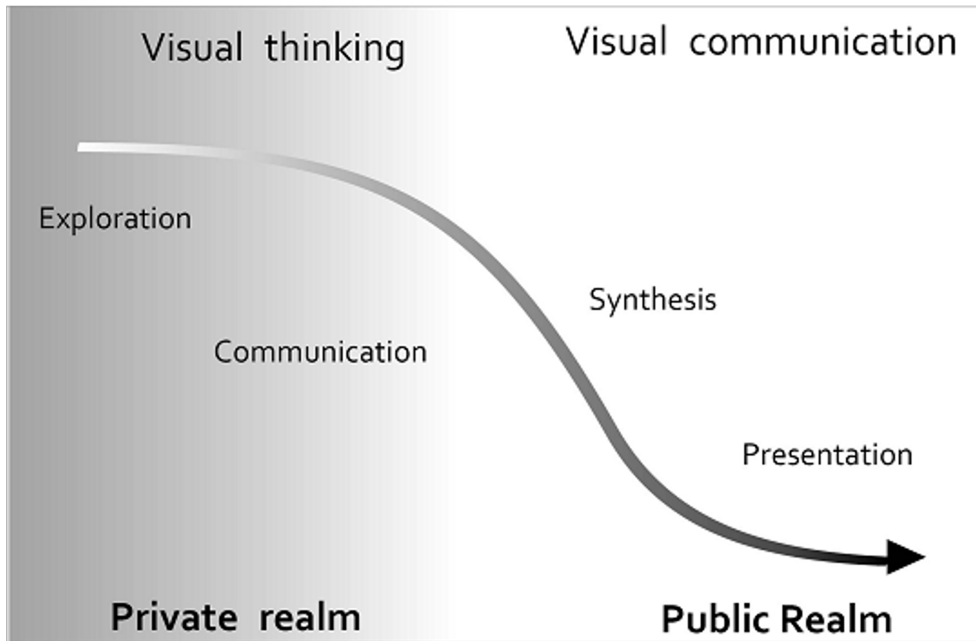 Visual thinking
Visual communication
Exploration
Synthesis
Communication
Presentation
Private realm
Public Realm